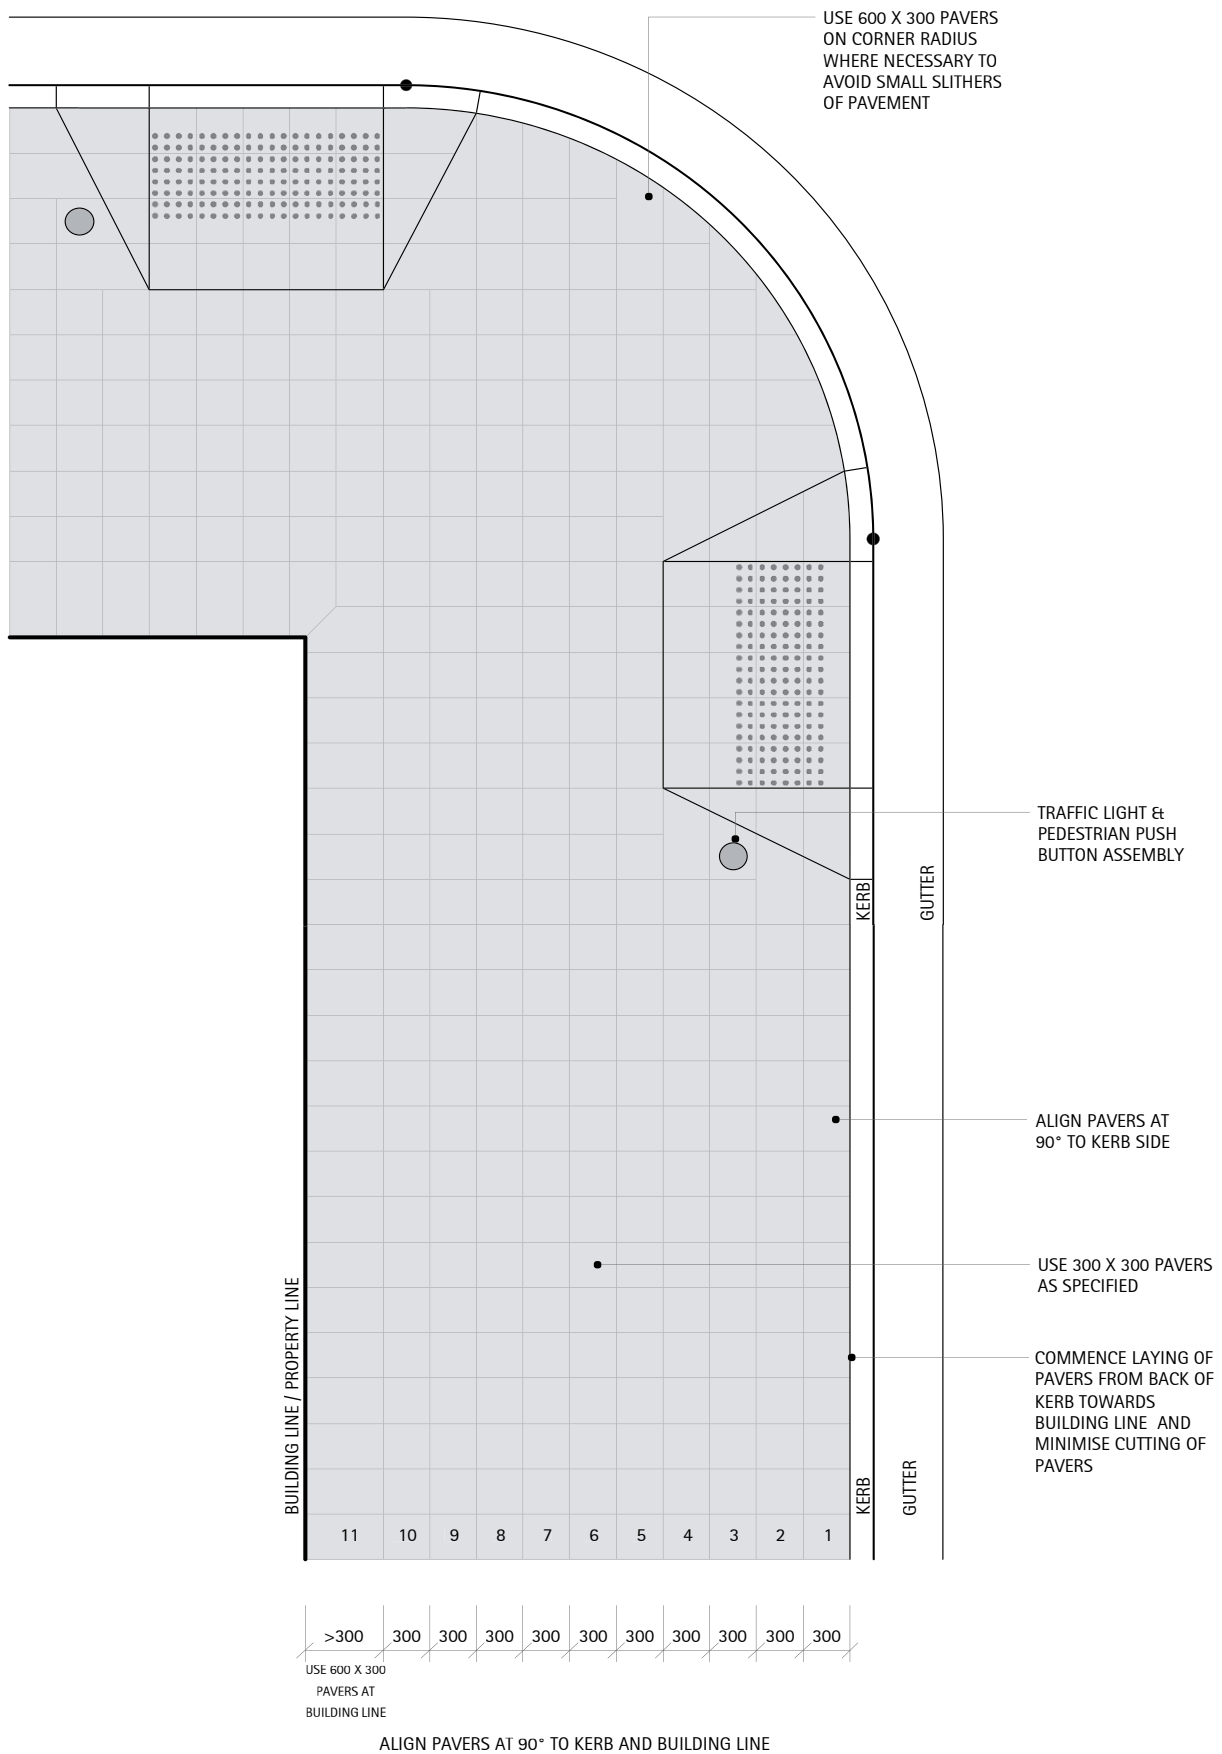 USE 600 X 300 PAVERS
ON CORNER RADIUS
WHERE NECESSARY TO
AVOID SMALL SLITHERS
OF PAVEMENT
TRAFFIC LIGHT &
PEDESTRIAN PUSH
BUTTON ASSEMBLY
KERB
GUTTER
ALIGN PAVERS AT
90° TO KERB SIDE
USE 300 X 300 PAVERS
AS SPECIFIED
COMMENCE LAYING OF
PAVERS FROM BACK OF
KERB TOWARDS
BUILDING LINE AND
MINIMISE CUTTING OF
PAVERS
BUILDING LINE / PROPERTY LINE
KERB
GUTTER
11 10 9 8 7 6 5 4 3 2 1
>300 300 300 300 300 300 300 300 300 300 300
USE 600 X 300
PAVERS AT
BUILDING LINE
ALIGN PAVERS AT 90° TO KERB AND BUILDING LINE